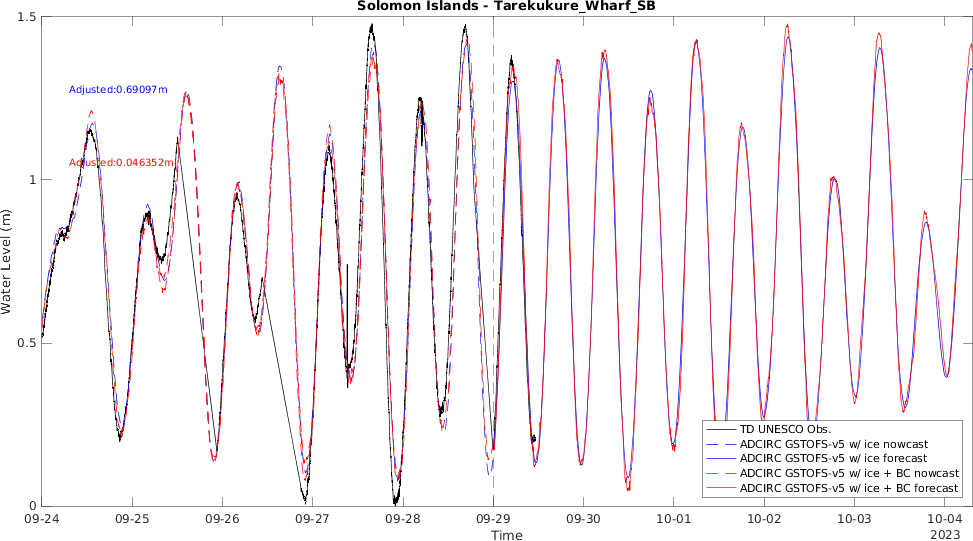 Solomon Islands - Tarekukure_Wharf_SB
1.5
1
0.5
0
Water Level (m)
Adjusted:0.69097m
Adjusted:0.046352m
TD UNESCO Obs.
ADCIRC GSTOFS-v5 w/ ice nowcast
ADCIRC GSTOFS-v5 w/ ice forecast
ADCIRC GSTOFS-v5 w/ ice + BC nowcast
ADCIRC GSTOFS-v5 w/ ice + BC forecast
09-24 09-25 09-26 09-27 09-28 09-29 09-30 10-01 10-02 10-03 10-04
Time
2023